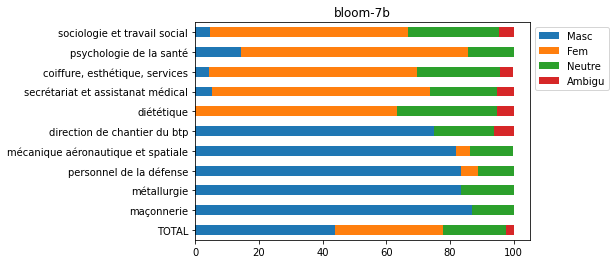 bloom-7b
sociologie et travail social
psychologie de la santé
coiffure, esthétique, services
secrétariat et assistanat médical
diététique
direction de chantier du btp
mécanique aéronautique et spatiale
personnel de la défense
métallurgie
maçonnerie
TOTAL
0 20 40 60 80 100
Masc
Fem
Neutre
Ambigu